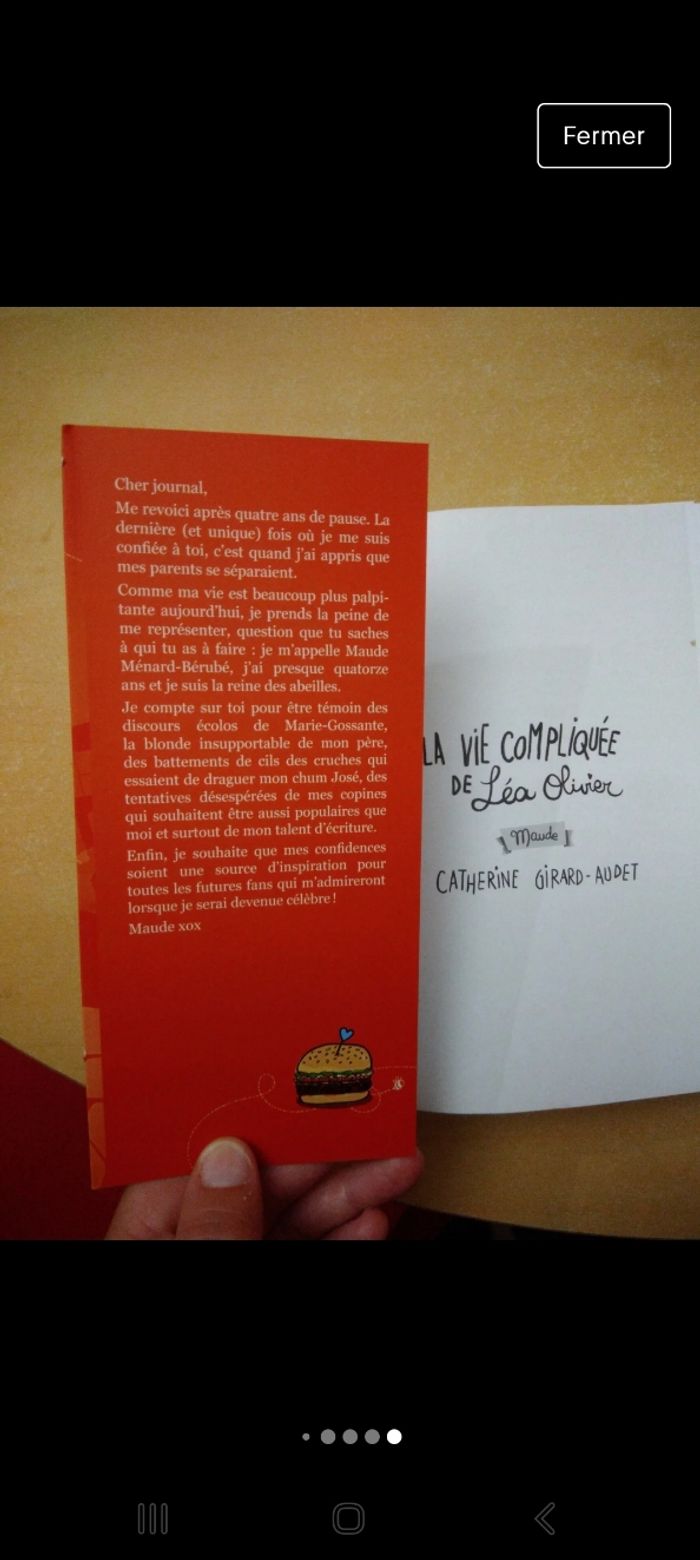 Fermer
Cher journal,
Me revoici après quatre ans de pause. La
dernière (et unique) fois où je me suis
confiée à toi, c'est quand j'ai appris que
mes parents se séparaient.
Comme ma vie est beaucoup plus palpi-
tante aujourd'hui, je prends la peine de
me représenter, question que tu saches
à qui tu as à faire : je m'appelle Maude
Ménard-Bérubé, j'ai presque quatorze
ans et je suis la reine des abeilles.
Je compte sur toi pour être témoin des
discours écolos de Marie-Gossante,
la blonde insupportable de mon père,
des battements de cils des cruches qui
essaient de draguer mon chum José, des
tentatives désespérées de mes copines
qui souhaitent être aussi populaires que
moi et surtout de mon talent d'écriture.
Enfin, je souhaite que mes confidences
soient une source d'inspiration pour
toutes les futures fans qui m'admireront
lorsque je serai devenue célèbre !
Maude xox
LA ViE COMPLiQUÉE
DE Léa Olivier
Maude
CATHERiNE GiRARD-AUDET